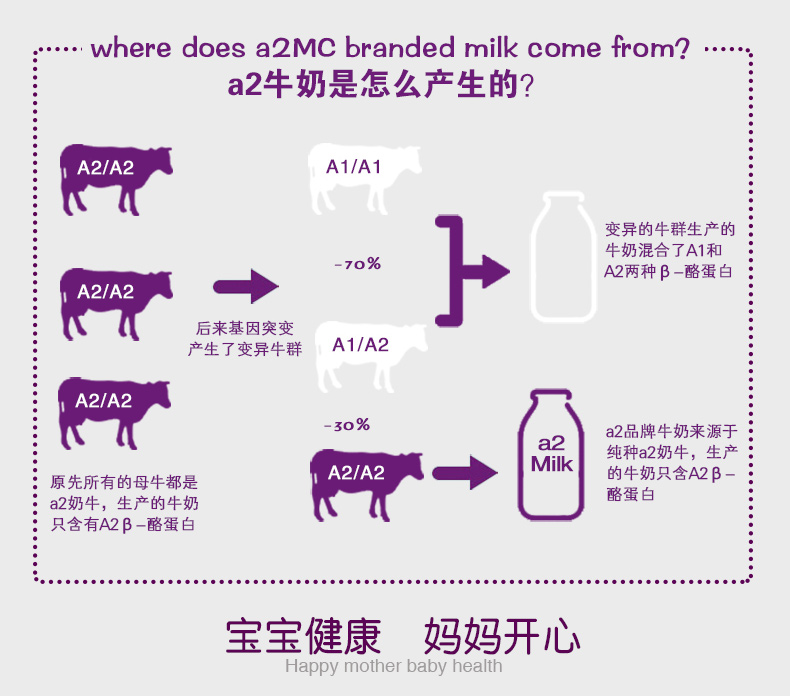 where does a2MC branded milk come from?
a2牛奶是怎么产生的?
A2/A2
A2/A2
A2/A2
原先所有的母牛都是
a2奶牛，生产的牛奶
只含有A2β-酪蛋白
后来基因突变
产生了变异牛群
A1/A1
-70%
A1/A2
-30%
A2/A2
变异的牛群生产的
牛奶混合了A1和
A2两种β-酪蛋白
a2
Milk
a2品牌牛奶来源于
纯种a2奶牛，生产
的牛奶只含A2β-
酪蛋白
宝宝健康 妈妈开心
Happy mother baby health